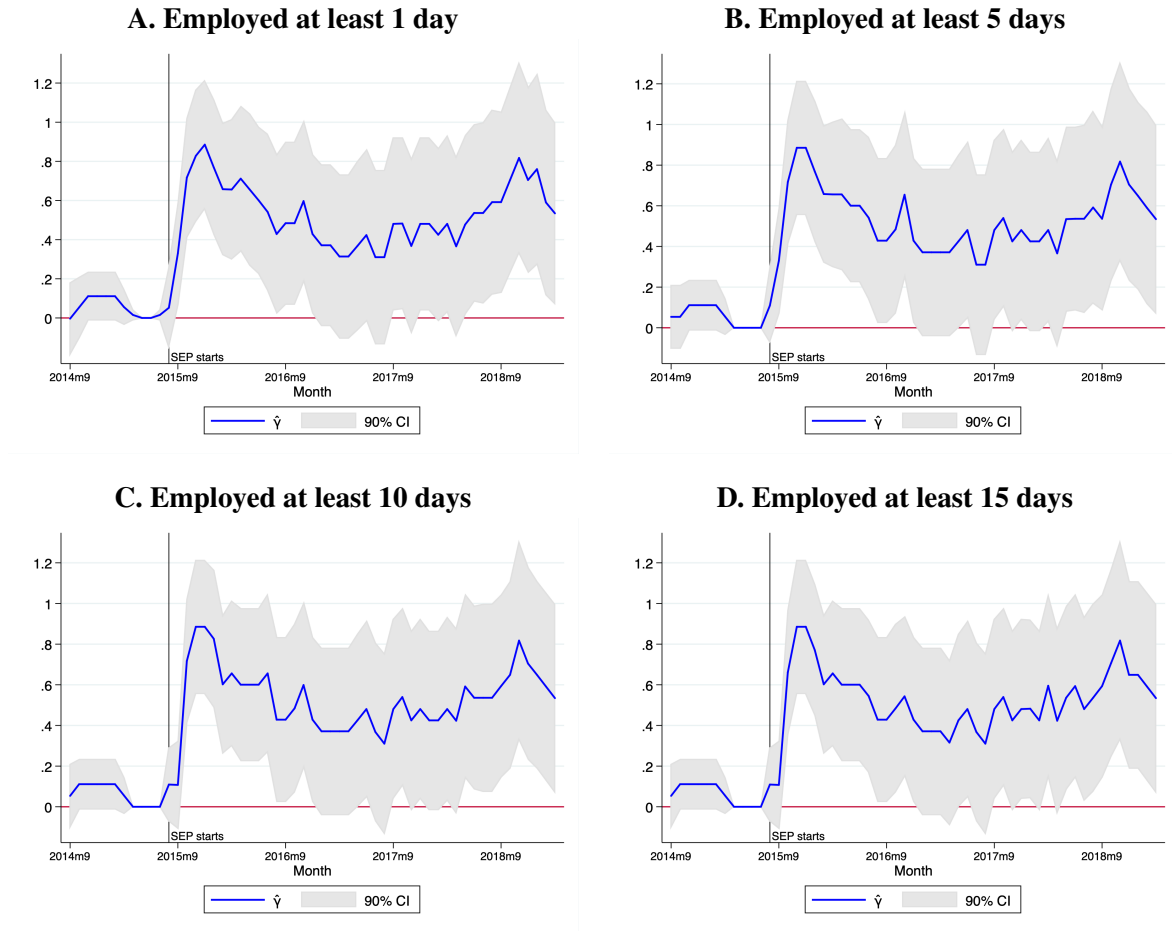 A. Employed at least 1 day
1.2
1
.8
.6
.4
.2
0
SEP starts
2014m9 2015m9 2016m9 2017m9 2018m9
Month
γ̂ 90% CI
B. Employed at least 5 days
1.2
1
.8
.6
.4
.2
0
SEP starts
2014m9 2015m9 2016m9 2017m9 2018m9
Month
γ̂ 90% CI
C. Employed at least 10 days
1.2
1
.8
.6
.4
.2
0
SEP starts
2014m9 2015m9 2016m9 2017m9 2018m9
Month
γ̂ 90% CI
D. Employed at least 15 days
1.2
1
.8
.6
.4
.2
0
SEP starts
2014m9 2015m9 2016m9 2017m9 2018m9
Month
γ̂ 90% CI